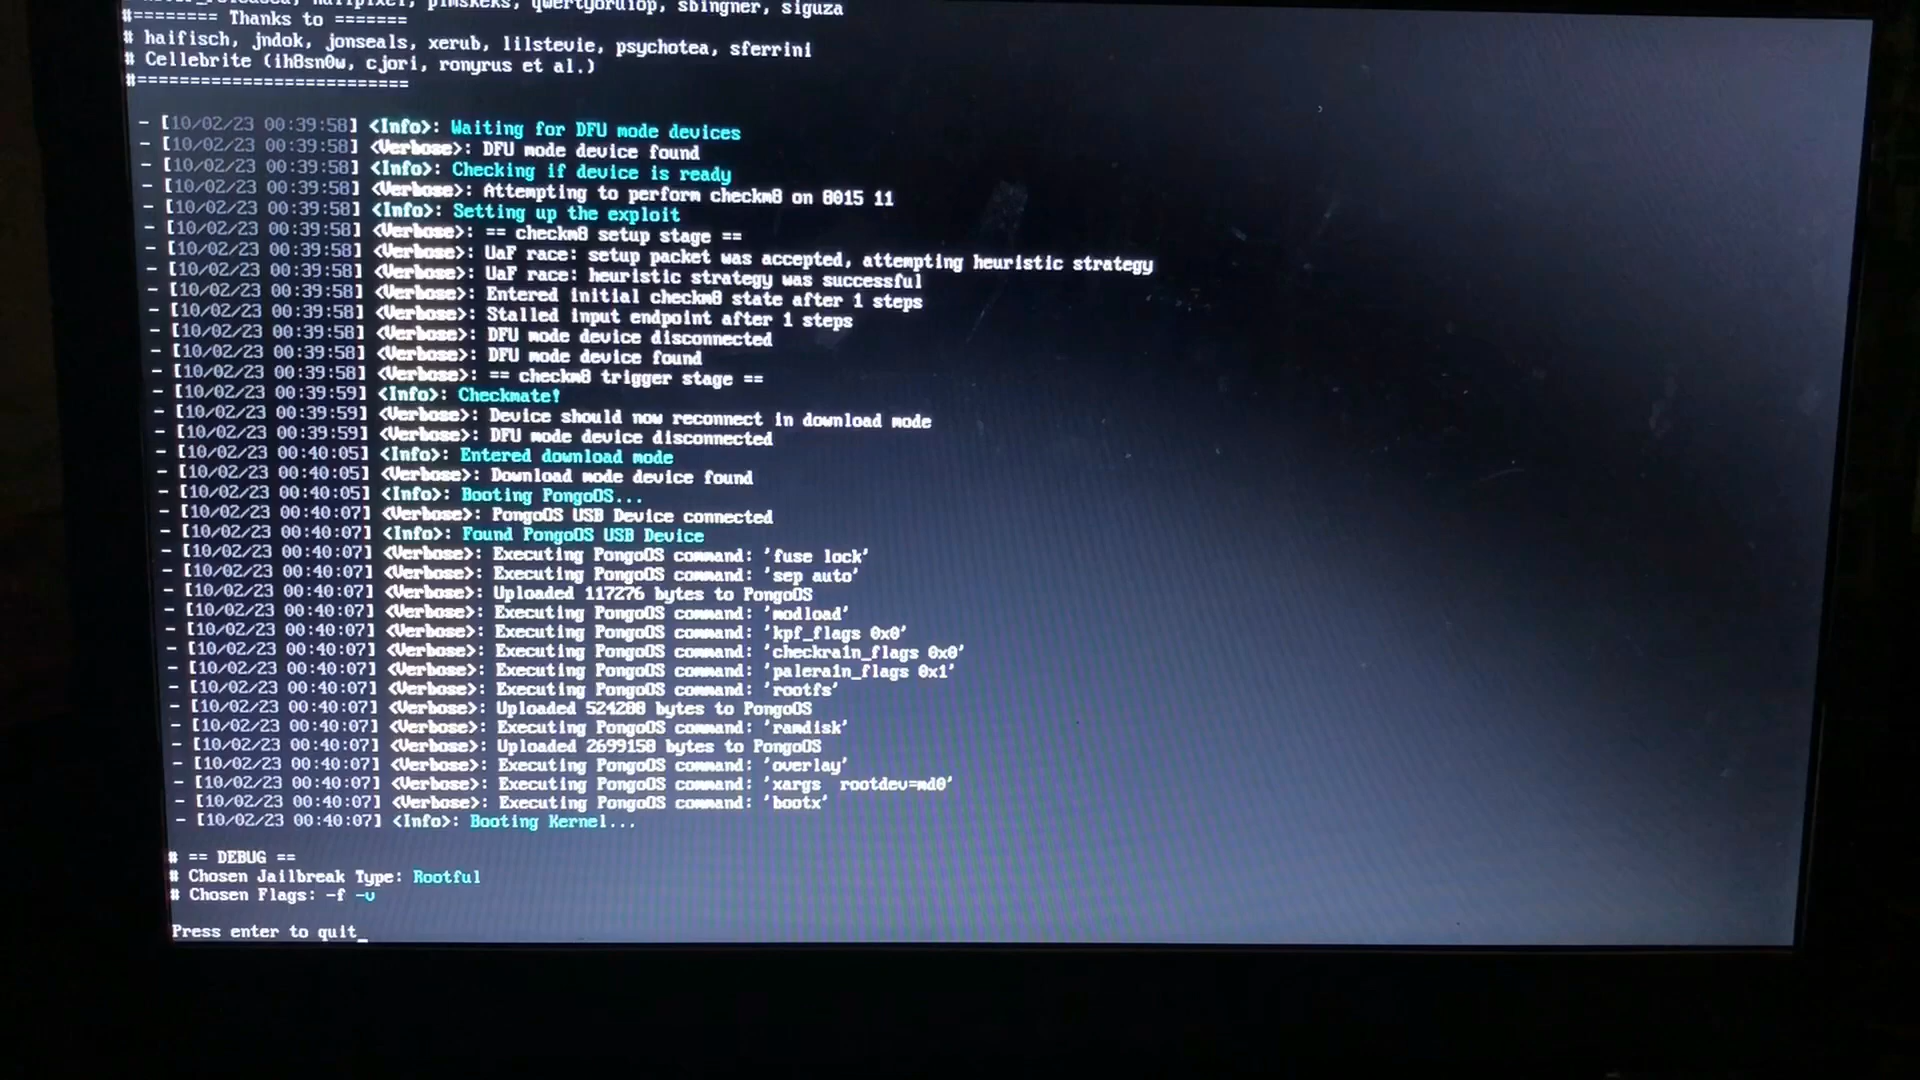 qwertyoruiop, sbingner, siguza
#======== Thanks to =======
# haifisch, jndok, jonseals, xerub, lilstevie, psychotea, sferrini
# Cellebrite (ih8sn0w, cjori, ronyrus et al.)
#==========================
- [10/02/23 00:39:58] <Info>: Waiting for DFU mode devices
- [10/02/23 00:39:58] <Verbose>: DFU mode device found
- [10/02/23 00:39:58] <Info>: Checking if device is ready
- [10/02/23 00:39:58] <Verbose>: Attempting to perform checkm8 on 8015 11
- [10/02/23 00:39:58] <Info>: Setting up the exploit
- [10/02/23 00:39:58] <Verbose>: == checkm8 setup stage ==
- [10/02/23 00:39:58] <Verbose>: UaF race: setup packet was accepted, attempting heuristic strategy
- [10/02/23 00:39:58] <Verbose>: UaF race: heuristic strategy was successful
- [10/02/23 00:39:58] <Verbose>: Entered initial checkm8 state after 1 steps
- [10/02/23 00:39:58] <Verbose>: Stalled input endpoint after 1 steps
- [10/02/23 00:39:58] <Verbose>: DFU mode device disconnected
- [10/02/23 00:39:58] <Verbose>: DFU mode device found
- [10/02/23 00:39:58] <Verbose>: == checkm8 trigger stage ==
- [10/02/23 00:39:59] <Info>: Checkmate!
- [10/02/23 00:39:59] <Verbose>: Device should now reconnect in download mode
- [10/02/23 00:39:59] <Verbose>: DFU mode device disconnected
- [10/02/23 00:40:05] <Info>: Entered download mode
- [10/02/23 00:40:05] <Verbose>: Download mode device found
- [10/02/23 00:40:05] <Info>: Booting PongoOS...
- [10/02/23 00:40:07] <Verbose>: PongoOS USB Device connected
- [10/02/23 00:40:07] <Info>: Found PongoOS USB Device
- [10/02/23 00:40:07] <Verbose>: Executing PongoOS command: 'fuse lock'
- [10/02/23 00:40:07] <Verbose>: Executing PongoOS command: 'sep auto'
- [10/02/23 00:40:07] <Verbose>: Uploaded 117276 bytes to PongoOS
- [10/02/23 00:40:07] <Verbose>: Executing PongoOS command: 'modload'
- [10/02/23 00:40:07] <Verbose>: Executing PongoOS command: 'kpf_flags 0x0'
- [10/02/23 00:40:07] <Verbose>: Executing PongoOS command: 'checkra1n_flags 0x0'
- [10/02/23 00:40:07] <Verbose>: Executing PongoOS command: 'palera1n_flags 0x1'
- [10/02/23 00:40:07] <Verbose>: Executing PongoOS command: 'rootfs'
- [10/02/23 00:40:07] <Verbose>: Uploaded 524288 bytes to PongoOS
- [10/02/23 00:40:07] <Verbose>: Executing PongoOS command: 'ramdisk'
- [10/02/23 00:40:07] <Verbose>: Uploaded 2699158 bytes to PongoOS
- [10/02/23 00:40:07] <Verbose>: Executing PongoOS command: 'overlay'
- [10/02/23 00:40:07] <Verbose>: Executing PongoOS command: 'xargs  rootdev=md0'
- [10/02/23 00:40:07] <Verbose>: Executing PongoOS command: 'bootx'
- [10/02/23 00:40:07] <Info>: Booting Kernel...
# == DEBUG ==
# Chosen Jailbreak Type: Rootful
# Chosen Flags: -f -v
Press enter to quit_